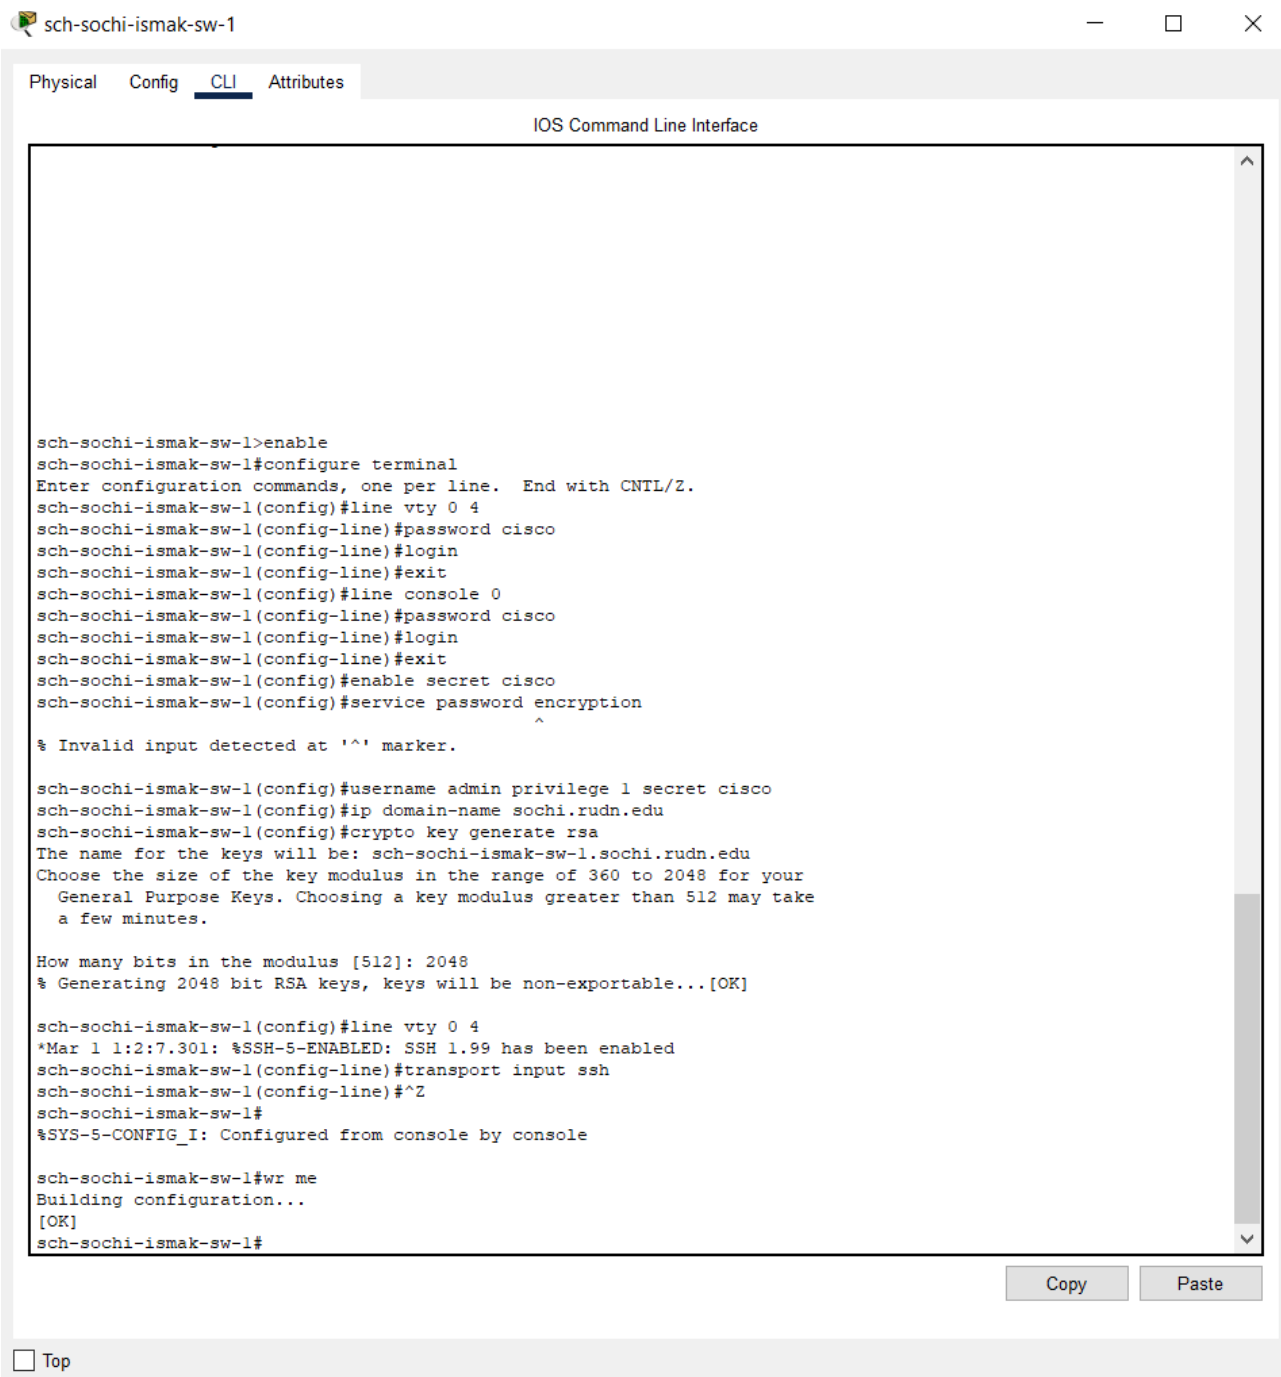 sch-sochi-ismak-sw-1
Physical Config CLI Attributes
IOS Command Line Interface
sch-sochi-ismak-sw-1>enable
sch-sochi-ismak-sw-1#configure terminal
Enter configuration commands, one per line.  End with CNTL/Z.
sch-sochi-ismak-sw-1(config)#line vty 0 4
sch-sochi-ismak-sw-1(config-line)#password cisco
sch-sochi-ismak-sw-1(config-line)#login
sch-sochi-ismak-sw-1(config-line)#exit
sch-sochi-ismak-sw-1(config)#line console 0
sch-sochi-ismak-sw-1(config-line)#password cisco
sch-sochi-ismak-sw-1(config-line)#login
sch-sochi-ismak-sw-1(config-line)#exit
sch-sochi-ismak-sw-1(config)#enable secret cisco
sch-sochi-ismak-sw-1(config)#service password encryption
^
% Invalid input detected at '^' marker.
sch-sochi-ismak-sw-1(config)#username admin privilege 1 secret cisco
sch-sochi-ismak-sw-1(config)#ip domain-name sochi.rudn.edu
sch-sochi-ismak-sw-1(config)#crypto key generate rsa
The name for the keys will be: sch-sochi-ismak-sw-1.sochi.rudn.edu
Choose the size of the key modulus in the range of 360 to 2048 for your
General Purpose Keys. Choosing a key modulus greater than 512 may take
a few minutes.
How many bits in the modulus [512]: 2048
% Generating 2048 bit RSA keys, keys will be non-exportable...[OK]
sch-sochi-ismak-sw-1(config)#line vty 0 4
*Mar 1 1:2:7.301: %SSH-5-ENABLED: SSH 1.99 has been enabled
sch-sochi-ismak-sw-1(config-line)#transport input ssh
sch-sochi-ismak-sw-1(config-line)#^Z
sch-sochi-ismak-sw-1#
%SYS-5-CONFIG_I: Configured from console by console
sch-sochi-ismak-sw-1#wr me
Building configuration...
[OK]
sch-sochi-ismak-sw-1#
Copy Paste
Top